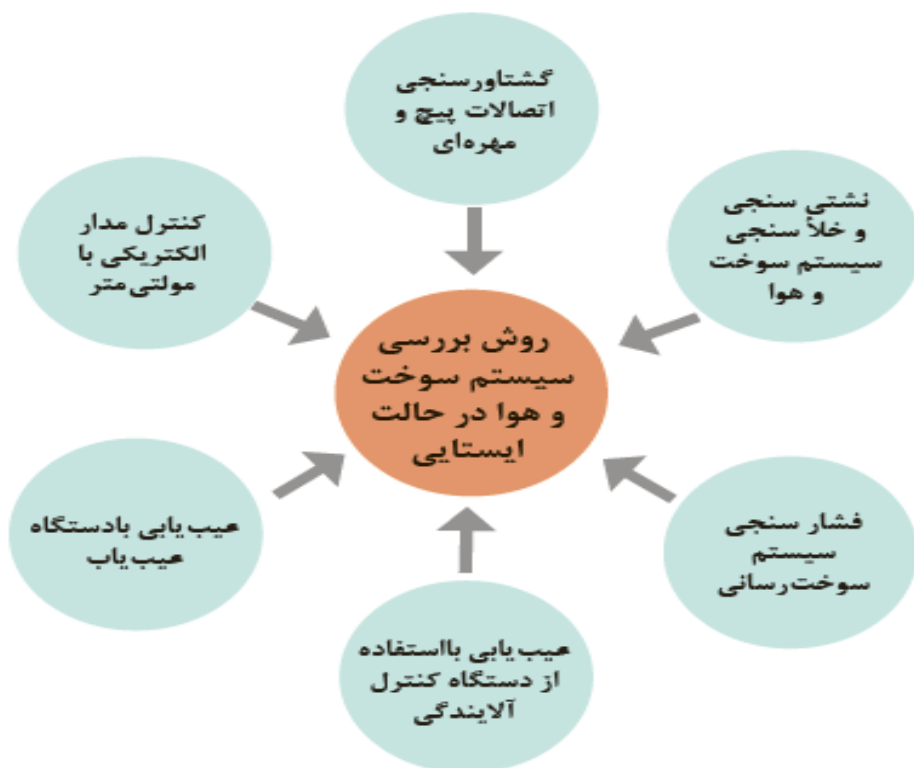 گشتاورسنجی
اتصالات پیچ و
مهره‌ای
نشتی سنجی
و خلأ سنجی
سیستم سوخت
و هوا
فشار سنجی
سیستم
سوخت‌رسانی
عیب‌یابی بااستفاده
از دستگاه کنترل
آلایندگی
عیب‌یابی بادستگاه
عیب‌یاب
کنترل مدار
الکتریکی با
مولتی‌متر
روش بررسی
سیستم سوخت
و هوا در حالت
ایستایی